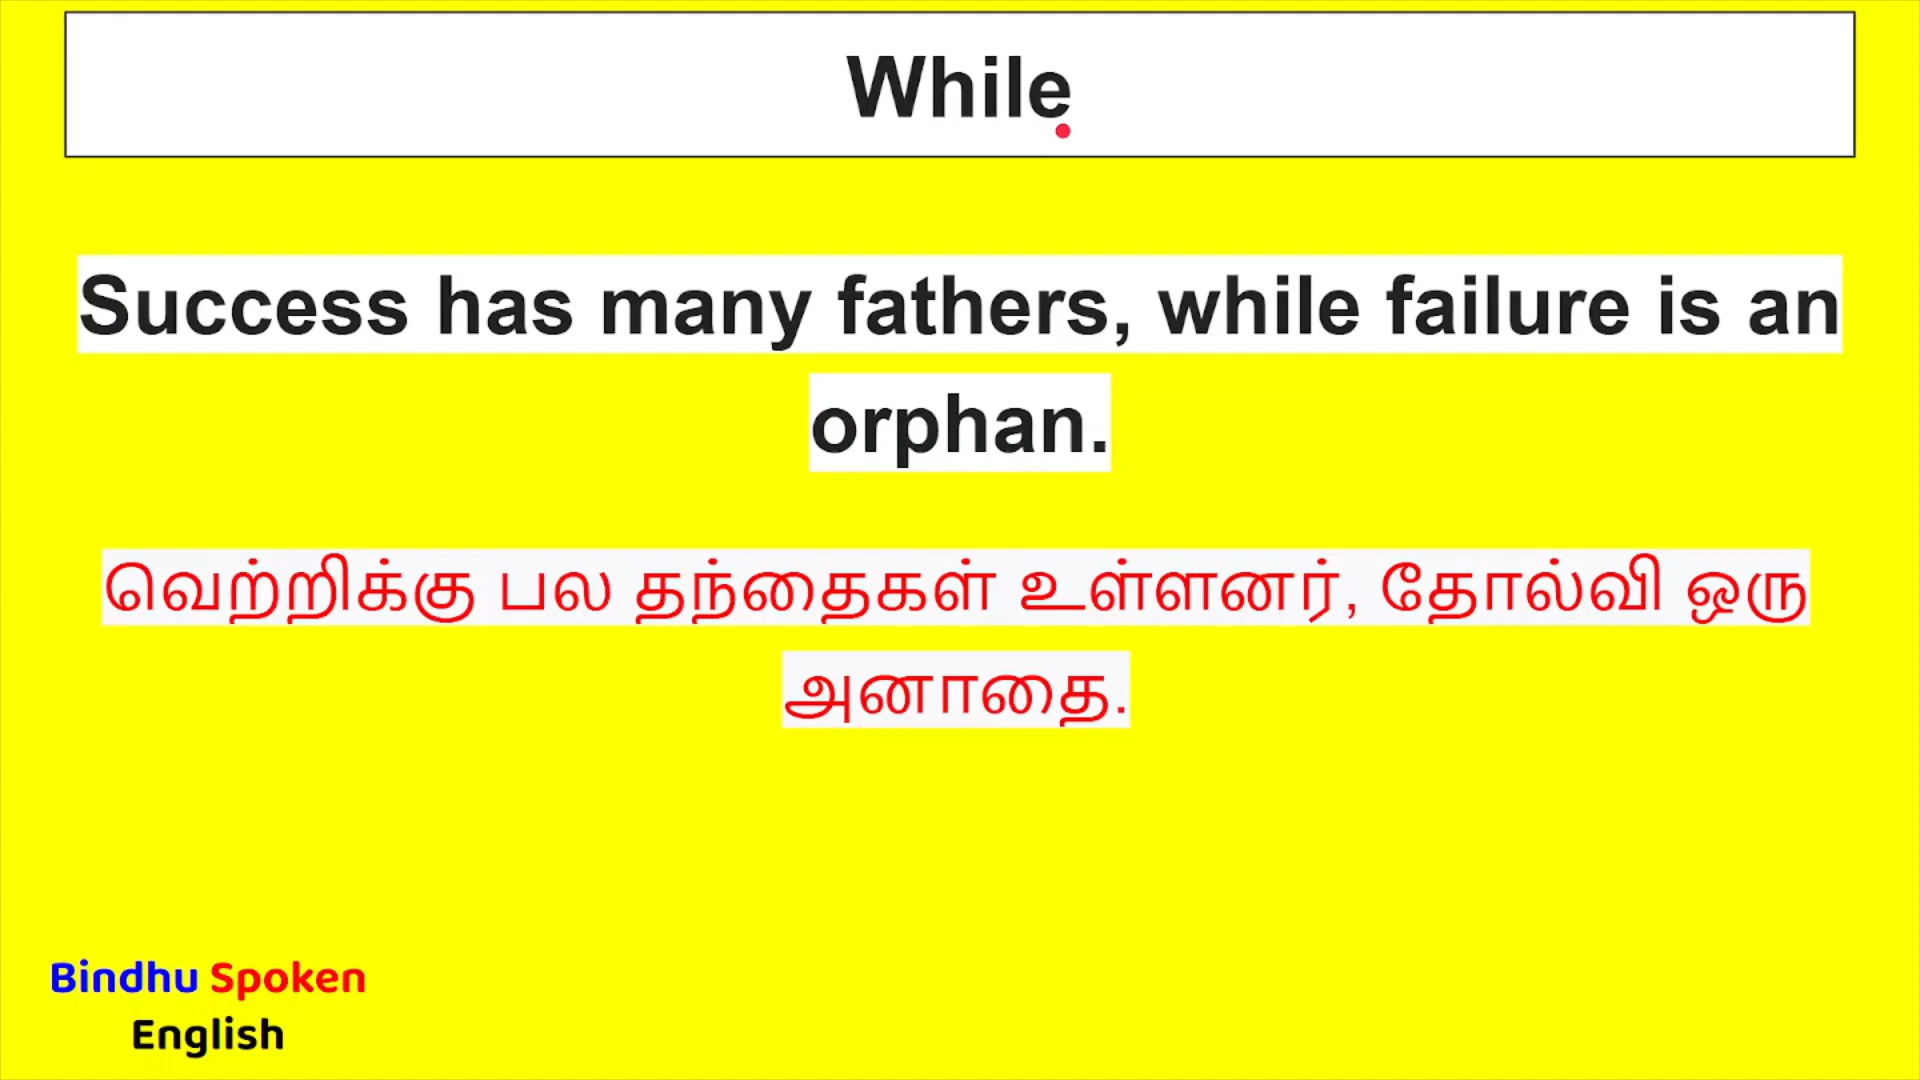 While
Success has many fathers, while failure is an
orphan.
வெற்றிக்கு பல தந்தைகள் உள்ளனர், தோல்வி ஒரு
அனாதை.
Bindhu Spoken
English